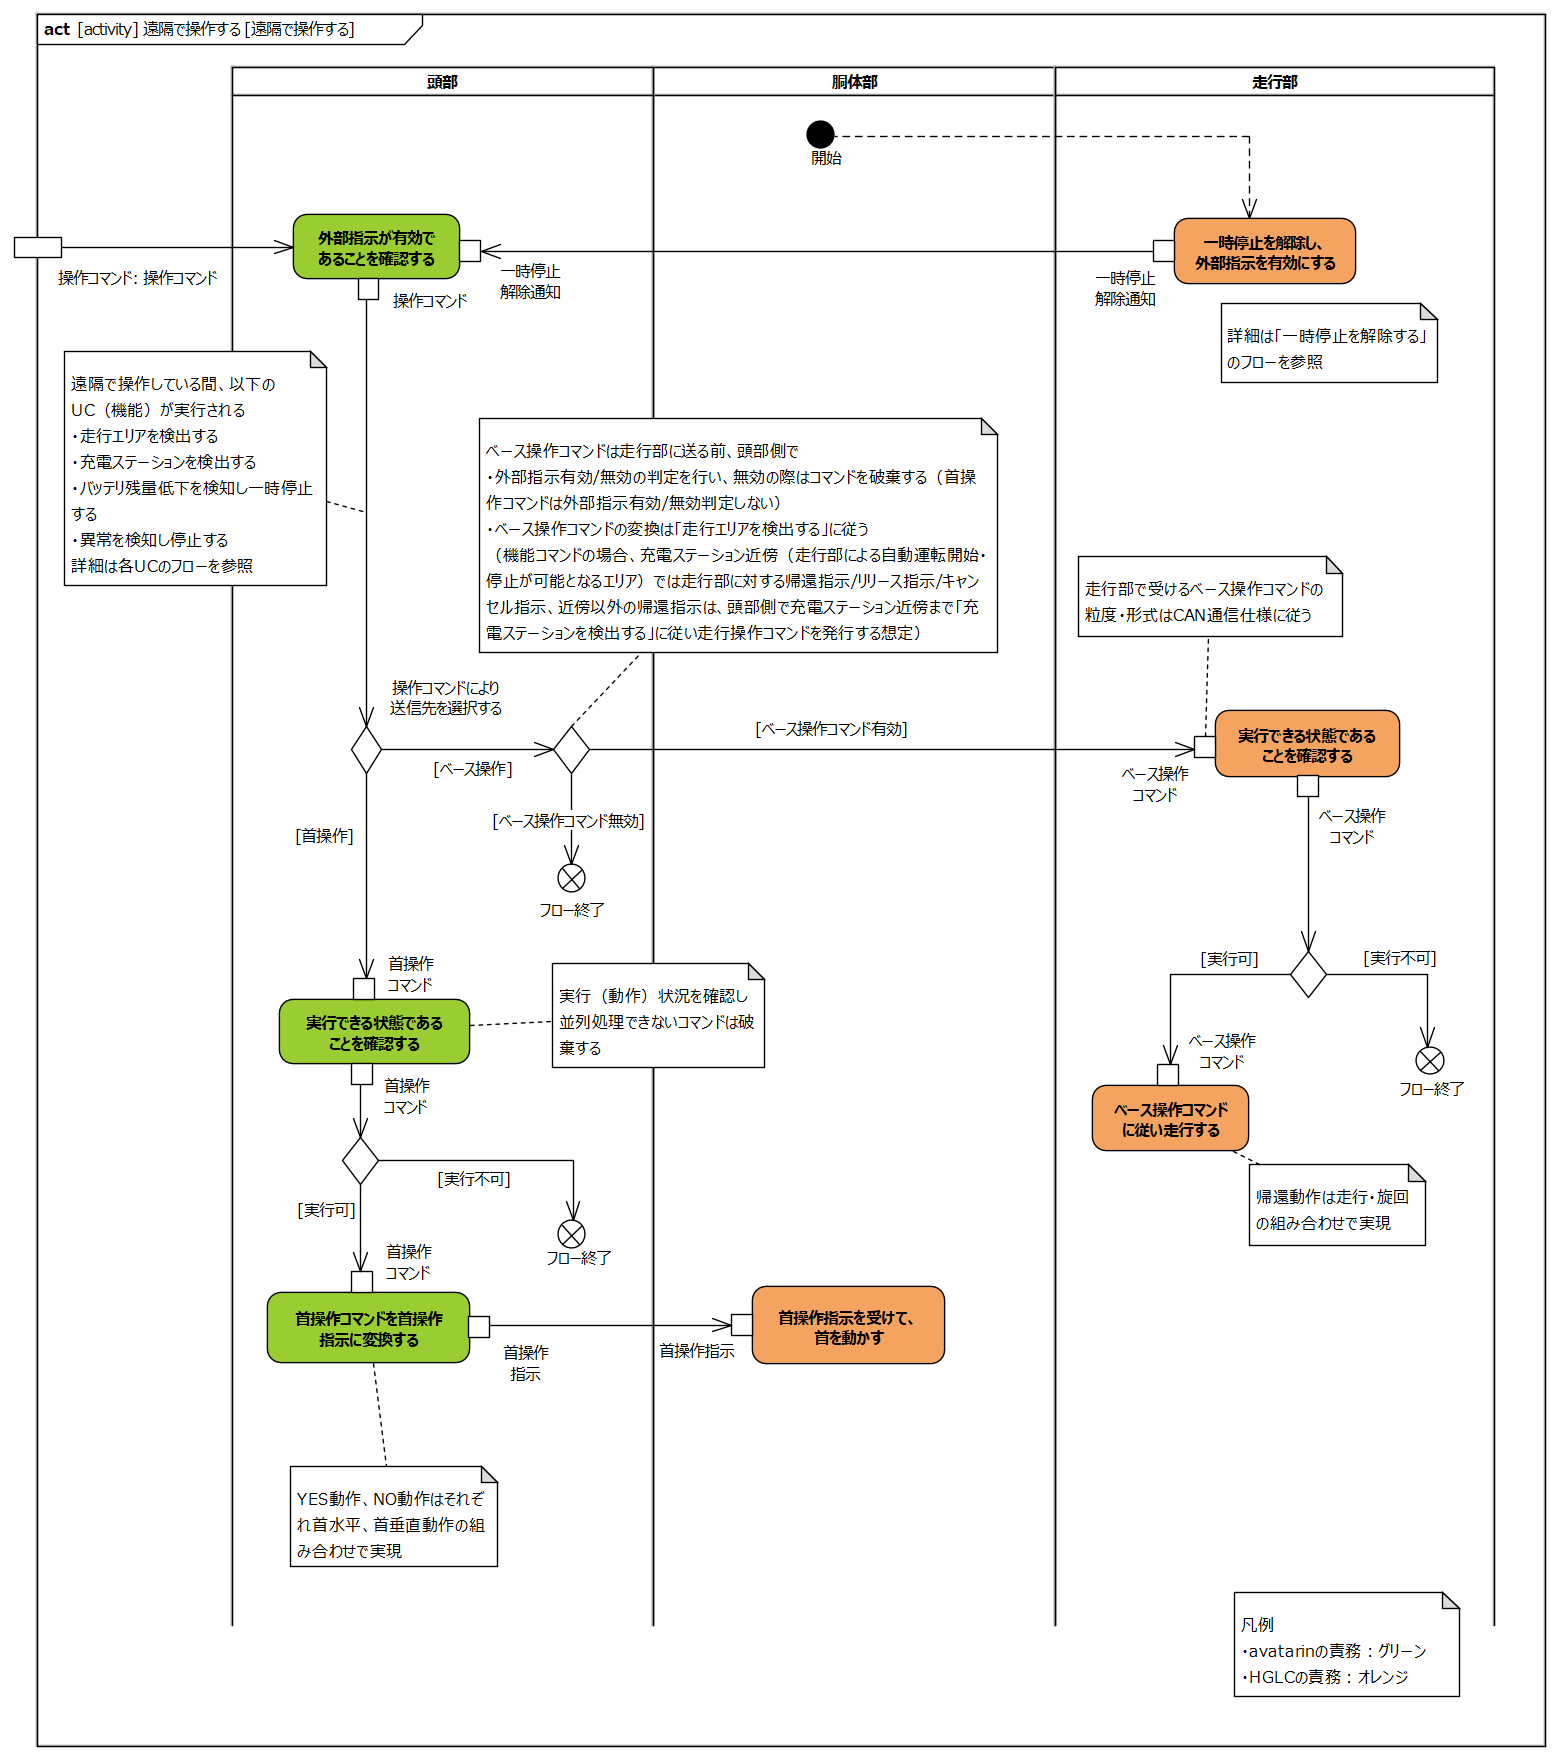 act [activity] 遠隔で操作する [遠隔で操作する]
頭部
胴体部
走行部
開始
外部指示が有効で
あることを確認する
一時停止を解除し、
外部指示を有効にする
操作コマンド: 操作コマンド
操作コマンド
一時停止
解除通知
一時停止
解除通知
詳細は「一時停止を解除する」
のフローを参照
遠隔で操作している間、以下の
UC（機能）が実行される
・走行エリアを検出する
・充電ステーションを検出する
・バッテリ残量低下を検知し一時停止
する
・異常を検知し停止する
詳細は各UCのフローを参照
ベース操作コマンドは走行部に送る前、頭部側で
・外部指示有効/無効の判定を行い、無効の際はコマンドを破棄する（首操
作コマンドは外部指示有効/無効判定しない）
・ベース操作コマンドの変換は「走行エリアを検出する」に従う
（機能コマンドの場合、充電ステーション近傍（走行部による自動運転開始・
停止が可能となるエリア）では走行部に対する帰還指示/リリース指示/キャン
セル指示、近傍以外の帰還指示は、頭部側で充電ステーション近傍まで「充
電ステーションを検出する」に従い走行操作コマンドを発行する想定）
走行部で受けるベース操作コマンドの
粒度・形式はCAN通信仕様に従う
操作コマンドにより
送信先を選択する
[ベース操作コマンド有効]
[ベース操作]
実行できる状態である
ことを確認する
ベース操作
コマンド
[ベース操作コマンド無効]
ベース操作
コマンド
[首操作]
フロー終了
首操作
コマンド
[実行可]
[実行不可]
実行できる状態である
ことを確認する
実行（動作）状況を確認し
並列処理できないコマンドは破
棄する
ベース操作
コマンド
フロー終了
首操作
コマンド
ベース操作コマンド
に従い走行する
[実行不可]
[実行可]
帰還動作は走行・旋回
の組み合わせで実現
フロー終了
首操作
コマンド
首操作コマンドを首操作
指示に変換する
首操作指示を受けて、
首を動かす
首操作
指示
首操作指示
YES動作、NO動作はそれぞ
れ首水平、首垂直動作の組
み合わせで実現
凡例
・avatarinの責務：グリーン
・HGLCの責務：オレンジ